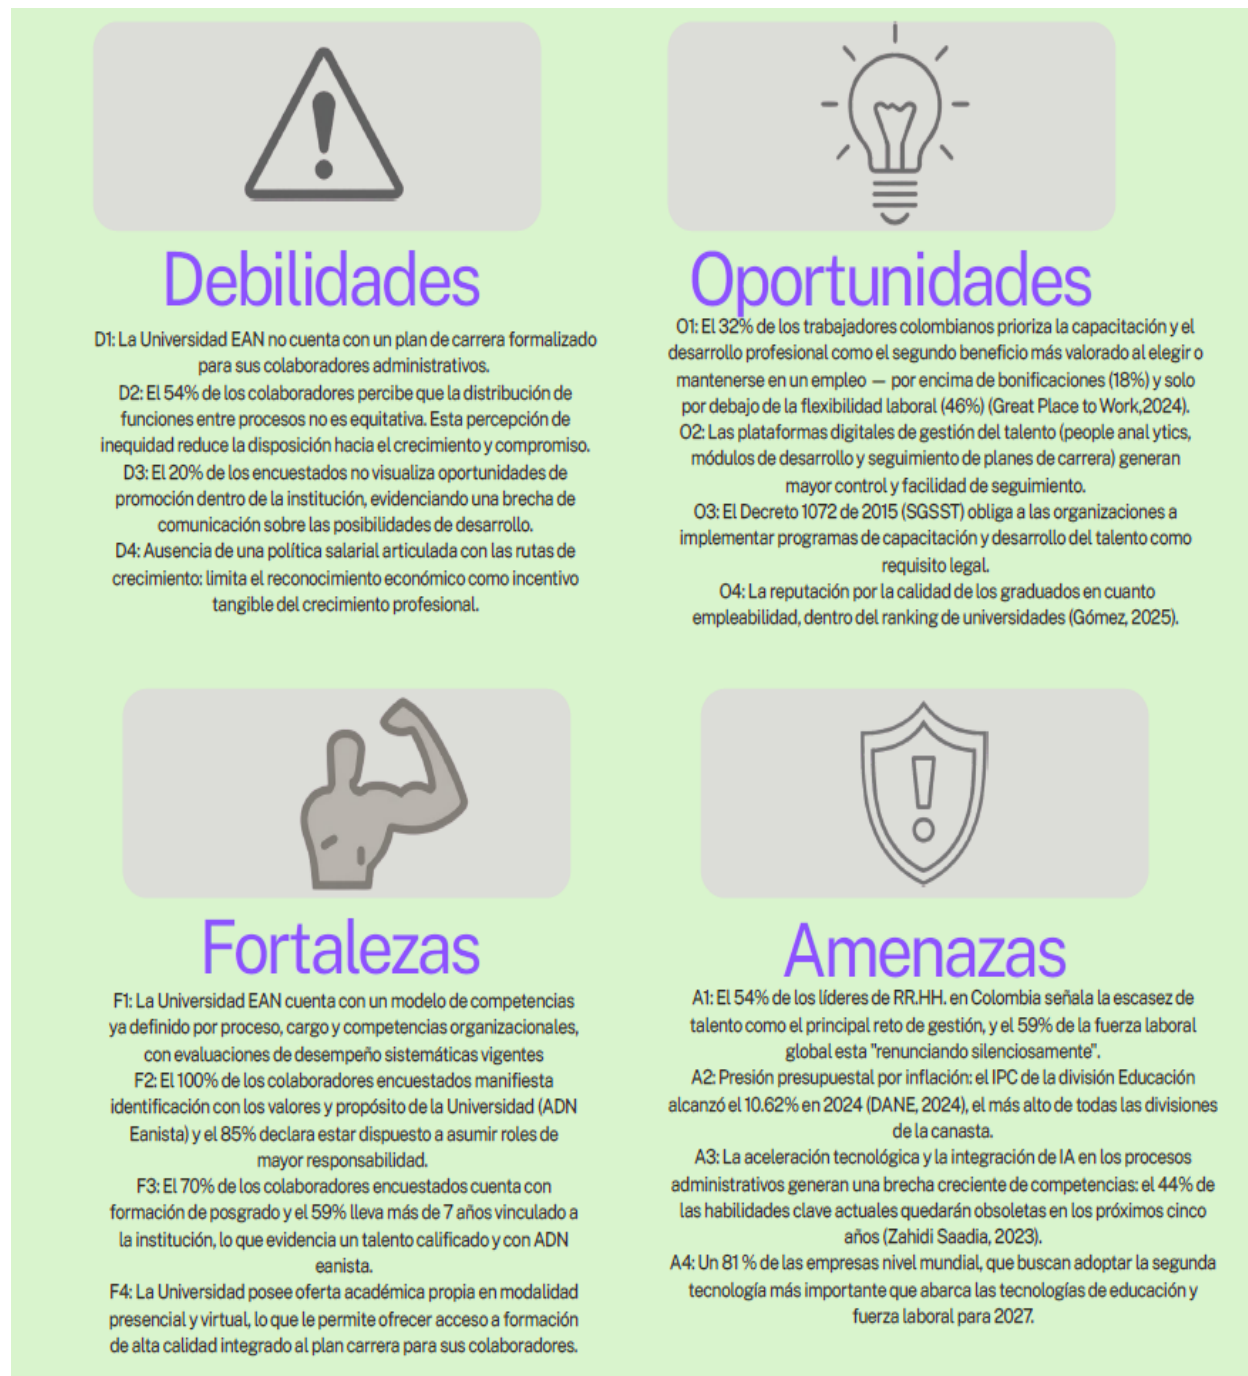 Debilidades
D1: La Universidad EAN no cuenta con un plan de carrera formalizado
para sus colaboradores administrativos.
D2: El 54% de los colaboradores percibe que la distribución de
funciones entre procesos no es equitativa. Esta percepción de
inequidad reduce la disposición hacia el crecimiento y compromiso.
D3: El 20% de los encuestados no visualiza oportunidades de
promoción dentro de la institución, evidenciando una brecha de
comunicación sobre las posibilidades de desarrollo.
D4: Ausencia de una política salarial articulada con las rutas de
crecimiento: limita el reconocimiento económico como incentivo
tangible del crecimiento profesional.
Oportunidades
O1: El 32% de los trabajadores colombianos prioriza la capacitación y el
desarrollo profesional como el segundo beneficio más valorado al elegir o
mantenerse en un empleo — por encima de bonificaciones (18%) y solo
por debajo de la flexibilidad laboral (46%) (Great Place to Work,2024).
O2: Las plataformas digitales de gestión del talento (people anal ytics,
módulos de desarrollo y seguimiento de planes de carrera) generan
mayor control y facilidad de seguimiento.
O3: El Decreto 1072 de 2015 (SGSST) obliga a las organizaciones a
implementar programas de capacitación y desarrollo del talento como
requisito legal.
O4: La reputación por la calidad de los graduados en cuanto
empleabilidad, dentro del ranking de universidades (Gómez, 2025).
Fortalezas
F1: La Universidad EAN cuenta con un modelo de competencias
ya definido por proceso, cargo y competencias organizacionales,
con evaluaciones de desempeño sistemáticas vigentes
F2: El 100% de los colaboradores encuestados manifiesta
identificación con los valores y propósito de la Universidad (ADN
Eanista) y el 85% declara estar dispuesto a asumir roles de
mayor responsabilidad.
F3: El 70% de los colaboradores encuestados cuenta con
formación de posgrado y el 59% lleva más de 7 años vinculado a
la institución, lo que evidencia un talento calificado y con ADN
eanista.
F4: La Universidad posee oferta académica propia en modalidad
presencial y virtual, lo que le permite ofrecer acceso a formación
de alta calidad integrado al plan carrera para sus colaboradores.
Amenazas
A1: El 54% de los líderes de RR.HH. en Colombia señala la escasez de
talento como el principal reto de gestión, y el 59% de la fuerza laboral
global esta "renunciando silenciosamente".
A2: Presión presupuestal por inflación: el IPC de la división Educación
alcanzó el 10.62% en 2024 (DANE, 2024), el más alto de todas las divisiones
de la canasta.
A3: La aceleración tecnológica y la integración de IA en los procesos
administrativos generan una brecha creciente de competencias: el 44% de
las habilidades clave actuales quedarán obsoletas en los próximos cinco
años (Zahidi Saadia, 2023).
A4: Un 81 % de las empresas nivel mundial, que buscan adoptar la segunda
tecnología más importante que abarca las tecnologías de educación y
fuerza laboral para 2027.